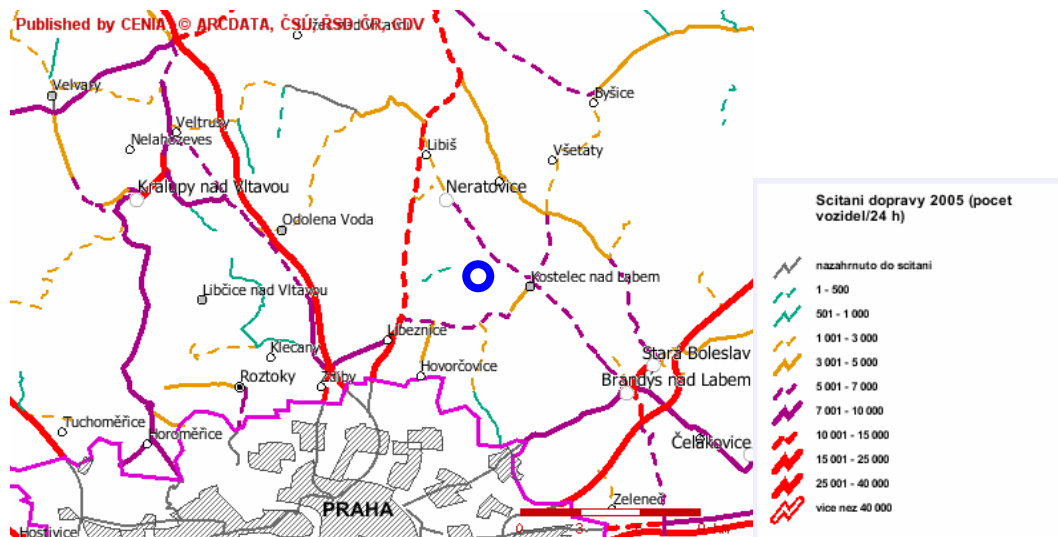 Published by CENIA, © ARCDATA, ČSÚ, ŘSD ČR, CDV
Velvary
Byšice
Veltrusy
Nelahozeves
Libiš
Všetaty
Kralupy nad Vltavou
Neratovice
Odolena Voda
Kostelec nad Labem
Libčice nad Vltavou
Líbeznice
Klecany
Stará Boleslav
Hovorčovice
Roztoky
Zdiby
Brandýs nad Labem
Tuchoměřice
Horoměřice
Čelákovice
Zeleneč
PRAHA
Hostivice
0
3
Scitani dopravy 2005 (pocet
vozidel/24 h)
nazahrnuto do scitani
1 - 500
501 - 1 000
1 001 - 3 000
3 001 - 5 000
5 001 - 7 000
7 001 - 10 000
10 001 - 15 000
15 001 - 25 000
25 001 - 40 000
vice nez 40 000